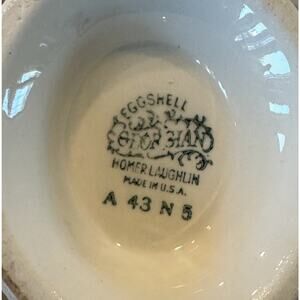 EGGSHELL
GEORGIAN
HOMER LAUGHLIN
MADE IN U.S.A.
A 43 N 5